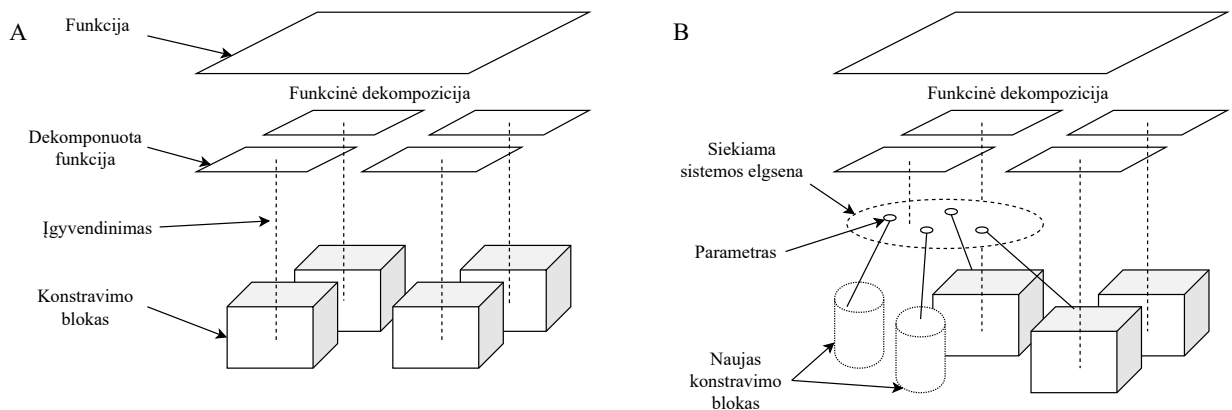 A
Funkcija
Funkcinė dekompozicija
Dekomponuota
funkcija
Įgyvendinimas
Konstravimo
blokas
B
Funkcinė dekompozicija
Siekiama
sistemos elgsena
Parametras
Naujas
konstravimo
blokas